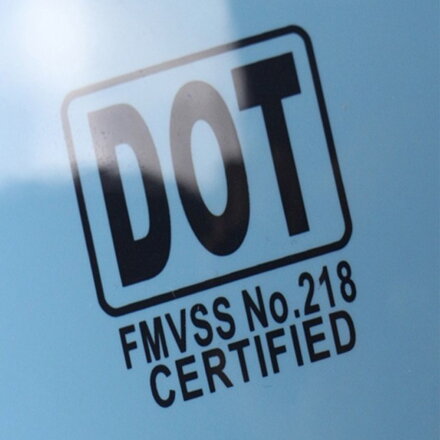 DOT
FMVSS No.218
CERTIFIED